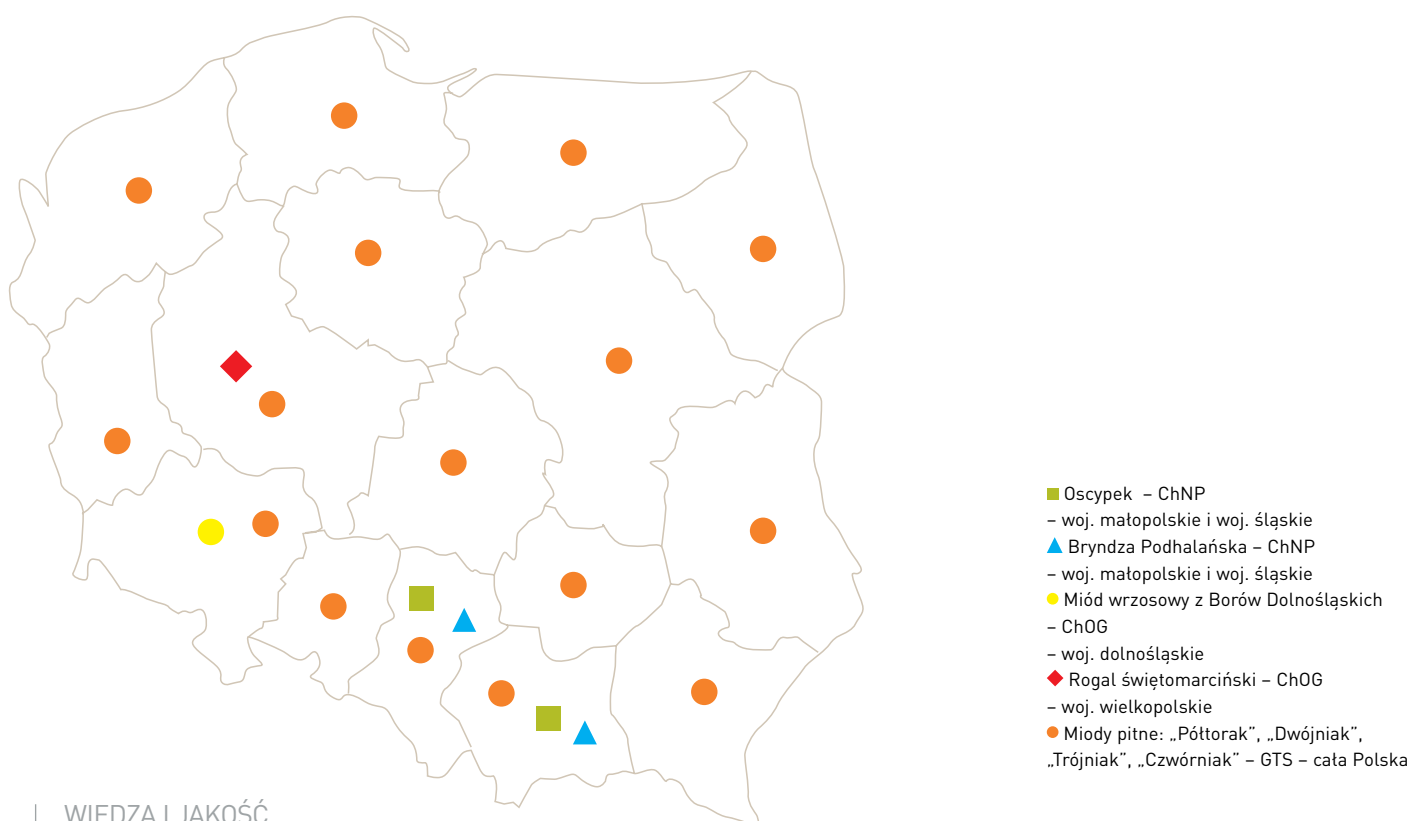 Oscypek – ChNP
– woj. małopolskie i woj. śląskie
Bryndza Podhalańska – ChNP
– woj. małopolskie i woj. śląskie
Miód wrzosowy z Borów Dolnośląskich
– ChOG
– woj. dolnośląskie
Rogal świętomarciński – ChOG
– woj. wielkopolskie
Miody pitne: „Półtorak”, „Dwójniak”,
„Trójniak”, „Czwórniak” – GTS – cała Polska
| WIEDZA I JAKOŚĆ